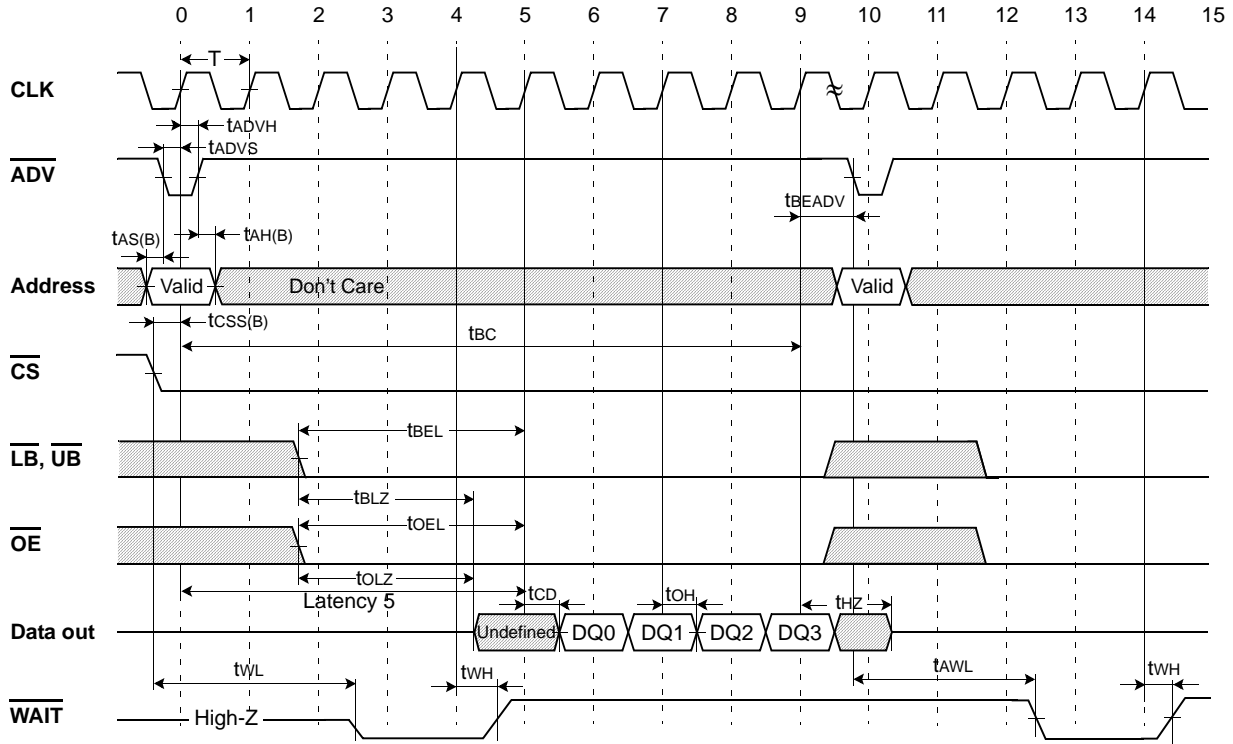 0 1 2 3 4 5 6 7 8 9 10 11 12 13 14 15
T
CLK
tADVH
tADVS
ADV
tBEADV
tAS(B)
tAH(B)
Address
Valid
Don't Care
Valid
tCSS(B)
tBC
CS
tBEL
LB, UB
tBLZ
tOEL
OE
tOLZ
Latency 5
tCD
tOH
tHZ
Data out
Undefined
DQ0
DQ1
DQ2
DQ3
tWL
tWH
tAWL
tWH
WAIT
High-Z